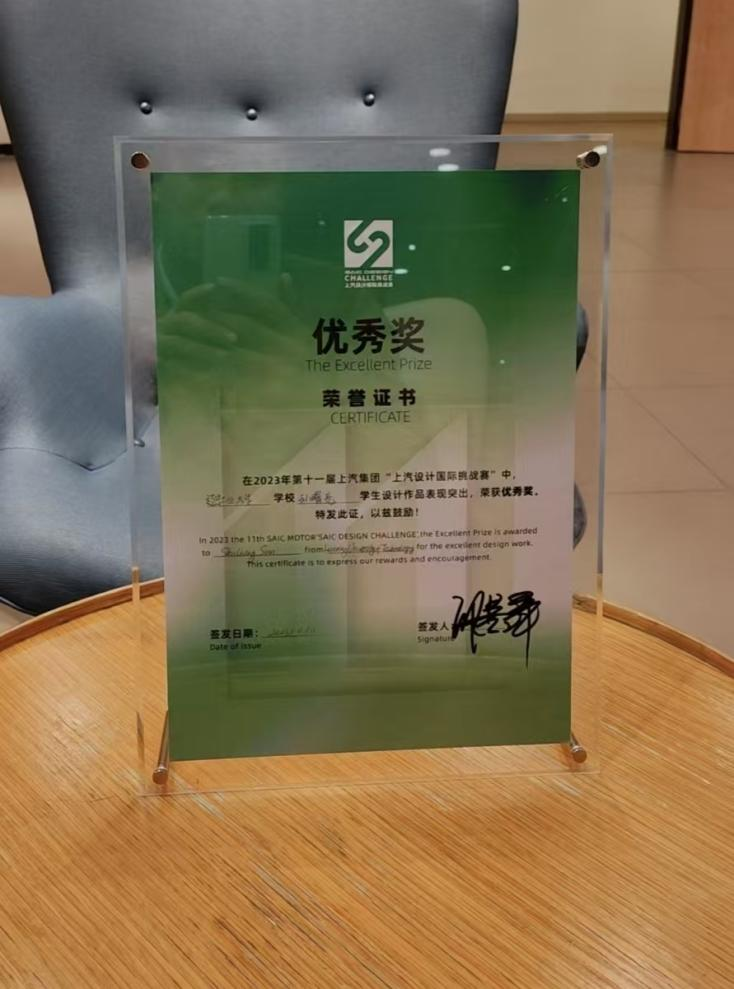 CHALLENGE
上汽设计国际挑战赛
优秀奖
The Excellent Prize
荣誉证书
CERTIFICATE
在2023年第十一届上汽集团“上汽设计国际挑战赛”中，
学校 学生设计作品表现突出，荣获优秀奖。
特发此证，以兹鼓励！
In 2023 the 11th SAIC MOTOR'SAIC DESIGN CHALLENGE',the Excellent Prize is awarded
to from for the excellent design work.
This certificate is to express our rewards and encouragement.
签发日期：
Date of issue
签发人
Signature